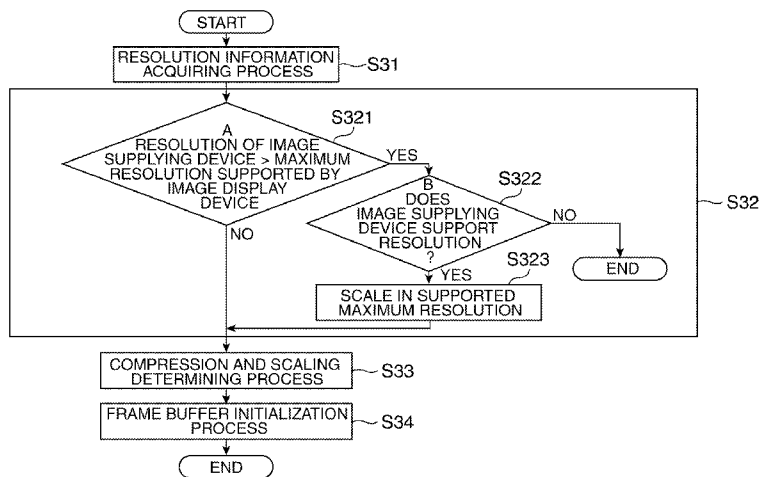 START
RESOLUTION INFORMATION
ACQUIRING PROCESS
S31
S321
A
RESOLUTION OF IMAGE
SUPPLYING DEVICE > MAXIMUM
RESOLUTION SUPPORTED BY
IMAGE DISPLAY
DEVICE
YES
NO
S322
B
DOES
IMAGE SUPPLYING
DEVICE SUPPORT
RESOLUTION
?
NO
END
YES
S323
SCALE IN SUPPORTED
MAXIMUM RESOLUTION
S32
COMPRESSION AND SCALING
DETERMINING PROCESS
S33
FRAME BUFFER INITIALIZATION
PROCESS
S34
END